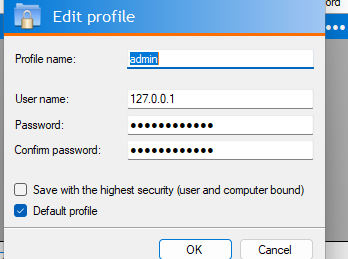 ord
Edit profile
Profile name: admin
User name: 127.0.0.1
Password: ●●●●●●●●●●●●
Confirm password: ●●●●●●●●●●●●
Save with the highest security (user and computer bound)
Default profile
OK Cancel